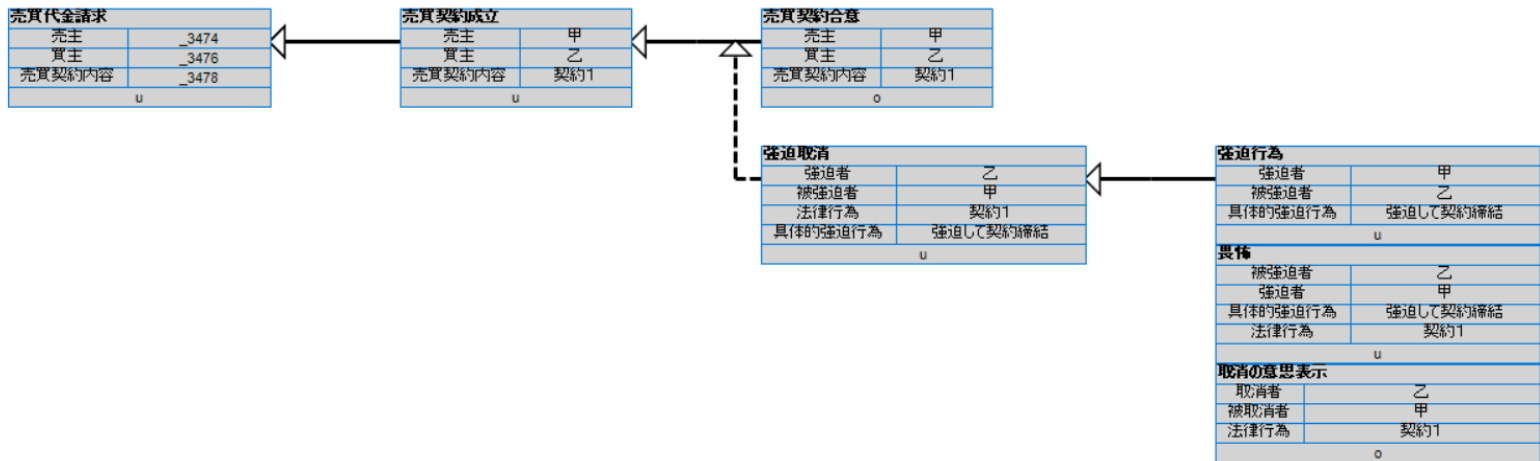 売買代金請求
売主 _3474
買主 _3476
売買契約内容 _3478
u
売買契約成立
売主 甲
買主 乙
売買契約内容 契約1
u
売買契約合意
売主 甲
買主 乙
売買契約内容 契約1
o
強迫取消
強迫者 乙
被強迫者 甲
法律行為 契約1
具体的強迫行為 強迫して契約締結
u
強迫行為
強迫者 甲
被強迫者 乙
具体的強迫行為 強迫して契約締結
u
畏怖
被強迫者 乙
強迫者 甲
具体的強迫行為 強迫して契約締結
法律行為 契約1
u
取消の意思表示
取消者 乙
被取消者 甲
法律行為 契約1
o